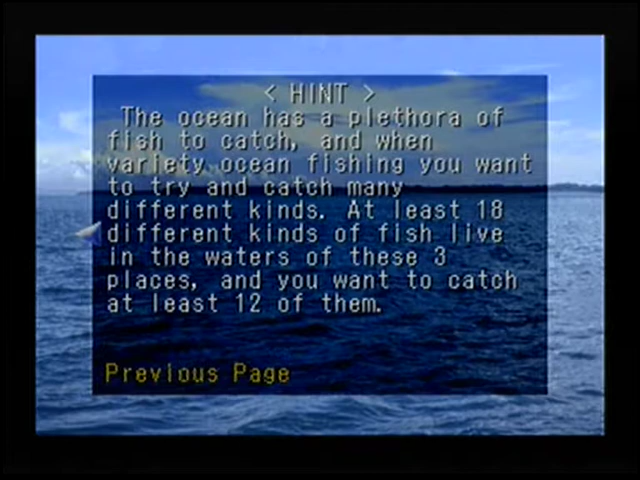 < HINT >
The ocean has a plethora of
fish to catch, and when
variety ocean fishing you want
to try and catch many
different kinds. At least 18
different kinds of fish live
in the waters of these 3
places, and you want to catch
at least 12 of them.
Previous Page